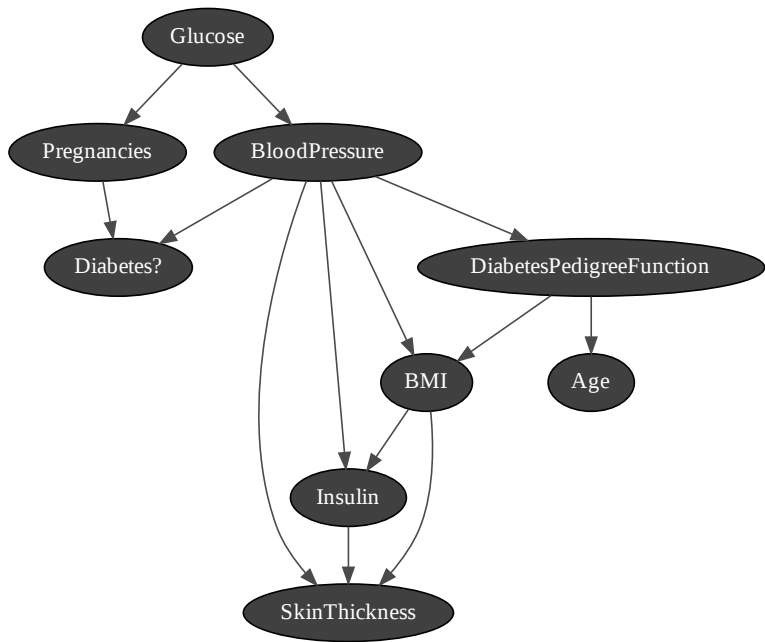 Glucose
Pregnancies
BloodPressure
Diabetes?
DiabetesPedigreeFunction
BMI
Age
Insulin
SkinThickness